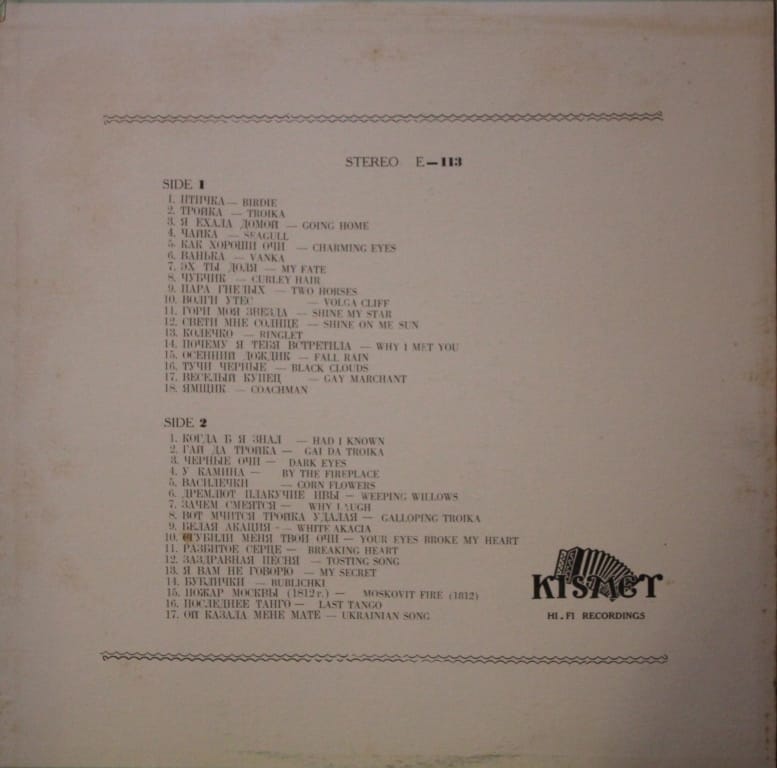 STEREO E—113
SIDE 1
1. ПТИЧКА — BIRDIE
2. ТРОЙКА — TROIKA
3. Я ЕХАЛА ДОМОЙ — GOING HOME
4. ЧАЙКА — SEAGULL
5. КАК ХОРОШИ ОЧИ — CHARMING EYES
6. ВАНЬКА — VANKA
7. ЭХ ТЫ ДОЛЯ — MY FATE
8. ЧУБЧИК — CURLEY HAIR
9. ПАРА ГНЕДЫХ — TWO HORSES
10. ВОЛГИ УТЕС — VOLGA CLIFF
11. ГОРИ МОЯ ЗВЕЗДА — SHINE MY STAR
12. СВЕТИ МНЕ СОЛНЦЕ — SHINE ON ME SUN
13. КОЛЕЧКО — RINGLET
14. ПОЧЕМУ Я ТЕБЯ ВСТРЕТИЛА — WHY I MET YOU
15. ОСЕННИЙ ДОЖДИК — FALL RAIN
16. ТУЧИ ЧЕРНЫЕ — BLACK CLOUDS
17. ВЕСЕЛЫЙ КУПЕЦ — GAY MARCHANT
18. ЯМЩИК — COACHMAN
SIDE 2
1. КОГДА Б Я ЗНАЛ — HAD I KNOWN
2. ГАЙ ДА ТРОЙКА — GAI DA TROIKA
3. ЧЕРНЫЕ ОЧИ — DARK EYES
4. У КАМИНА — BY THE FIREPLACE
5. ВАСИЛЕЧКИ — CORN FLOWERS
6. ДРЕМЛЮТ ПЛАКУЧИЕ ИВЫ — WEEPING WILLOWS
7. ЗАЧЕМ СМЕЯТСЯ — WHY LAUGH
8. ВОТ МЧИТСЯ ТРОЙКА УДАЛАЯ — GALLOPING TROIKA
9. БЕЛАЯ АКАЦИЯ — WHITE AKACIA
10. СГУБИЛИ МЕНЯ ТВОИ ОЧИ — YOUR EYES BROKE MY HEART
11. РАЗБИТОЕ СЕРЦЕ — BREAKING HEART
12. ЗАЗДРАВНАЯ ПЕСНЯ — TOSTING SONG
13. Я ВАМ НЕ ГОВОРЮ — MY SECRET
14. БУБЛИЧКИ — BUBLICHKI
15. ПОЖАР МОСКВЫ (1812 г.) — MOSKOVIT FIRE (1812)
16. ПОСЛЕДНЕЕ ТАНГО — LAST TANGO
17. ОЙ КАЗАЛА МЕНЕ МАТЕ — UKRAINIAN SONG
KISMET
HI.FI RECORDINGS